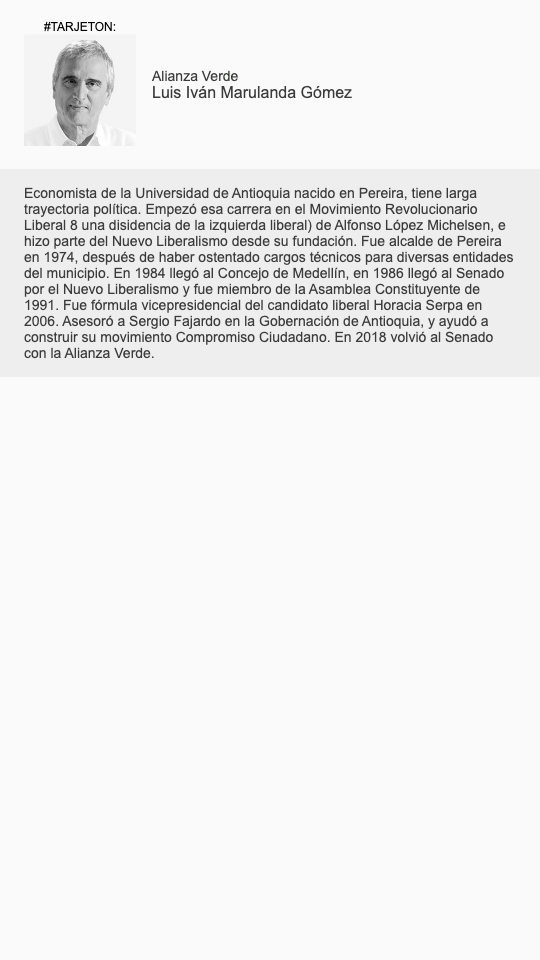 #TARJETON:
Alianza Verde
Luis Iván Marulanda Gómez
Economista de la Universidad de Antioquia nacido en Pereira, tiene larga
trayectoria política. Empezó esa carrera en el Movimiento Revolucionario
Liberal 8 una disidencia de la izquierda liberal) de Alfonso López Michelsen, e
hizo parte del Nuevo Liberalismo desde su fundación. Fue alcalde de Pereira
en 1974, después de haber ostentado cargos técnicos para diversas entidades
del municipio. En 1984 llegó al Concejo de Medellín, en 1986 llegó al Senado
por el Nuevo Liberalismo y fue miembro de la Asamblea Constituyente de
1991. Fue fórmula vicepresidencial del candidato liberal Horacia Serpa en
2006. Asesoró a Sergio Fajardo en la Gobernación de Antioquia, y ayudó a
construir su movimiento Compromiso Ciudadano. En 2018 volvió al Senado
con la Alianza Verde.